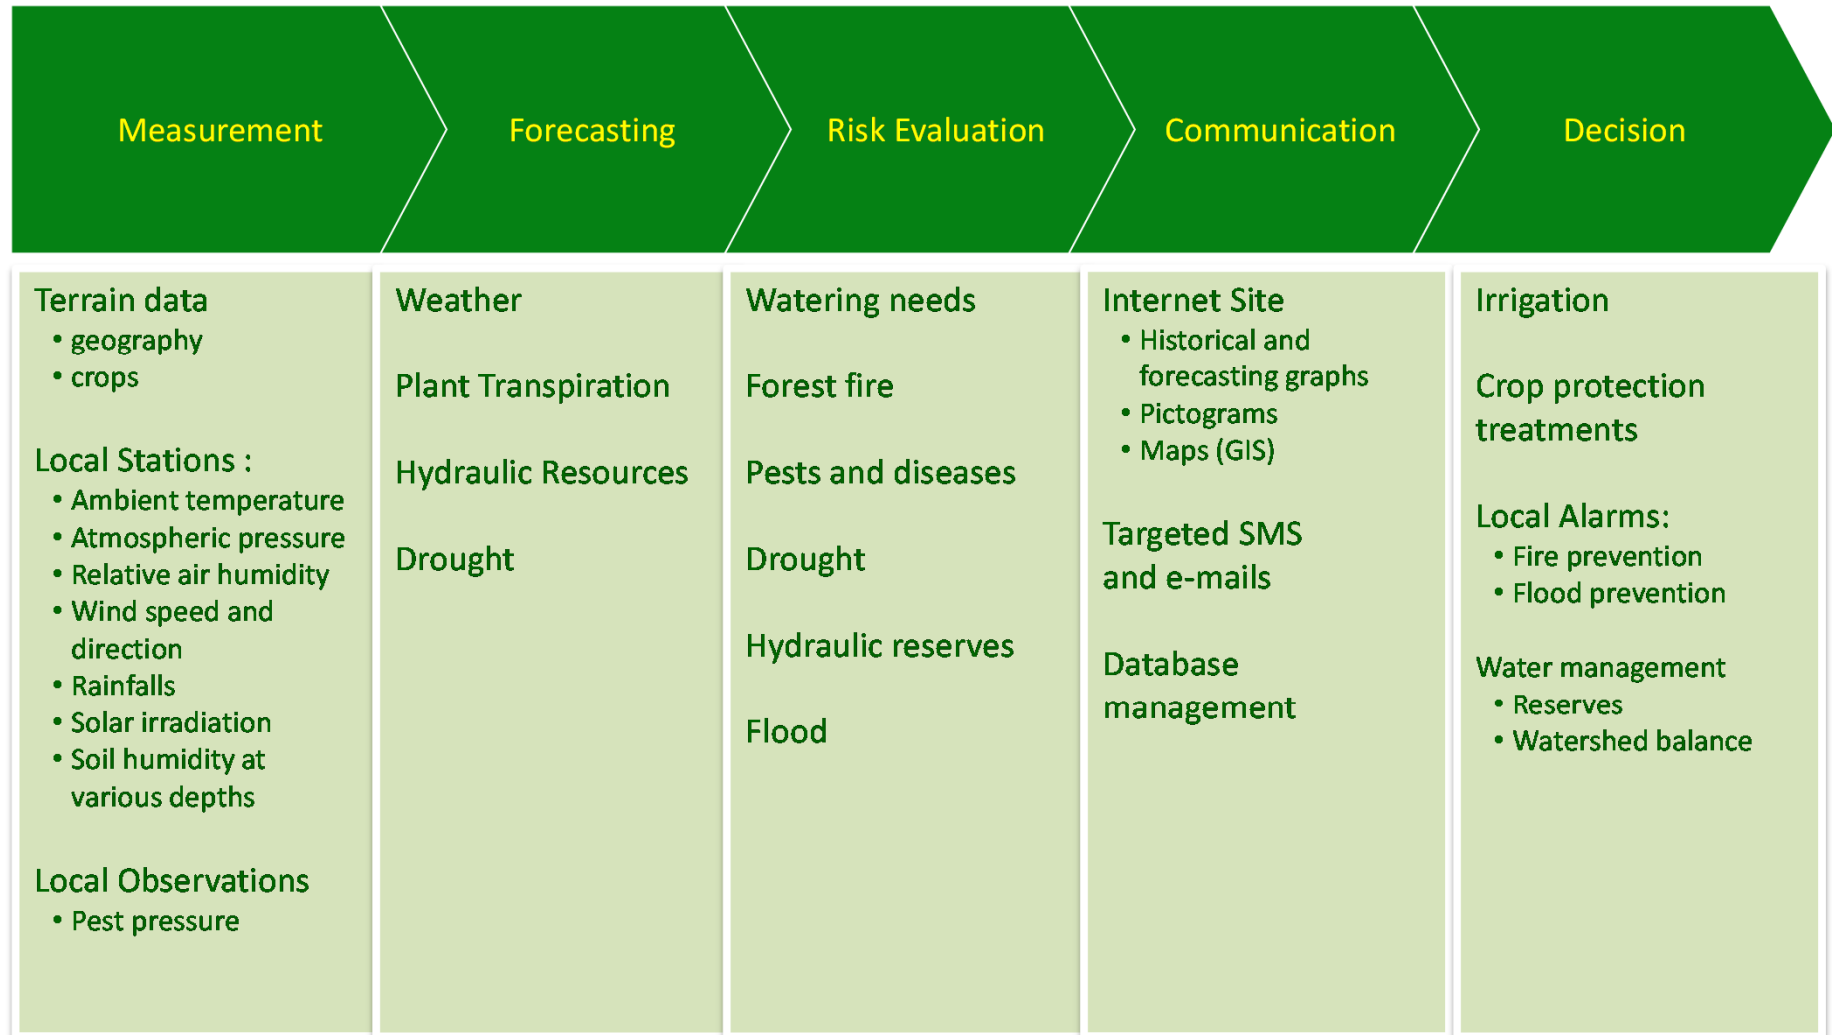 Measurement
Forecasting
Risk Evaluation
Communication
Decision
Terrain data
• geography
• crops
Local Stations :
• Ambient temperature
• Atmospheric pressure
• Relative air humidity
• Wind speed and
direction
• Rainfalls
• Solar irradiation
• Soil humidity at
various depths
Local Observations
• Pest pressure
Weather
Plant Transpiration
Hydraulic Resources
Drought
Watering needs
Forest fire
Pests and diseases
Drought
Hydraulic reserves
Flood
Internet Site
• Historical and
forecasting graphs
• Pictograms
• Maps (GIS)
Targeted SMS
and e-mails
Database
management
Irrigation
Crop protection
treatments
Local Alarms:
• Fire prevention
• Flood prevention
Water management
• Reserves
• Watershed balance